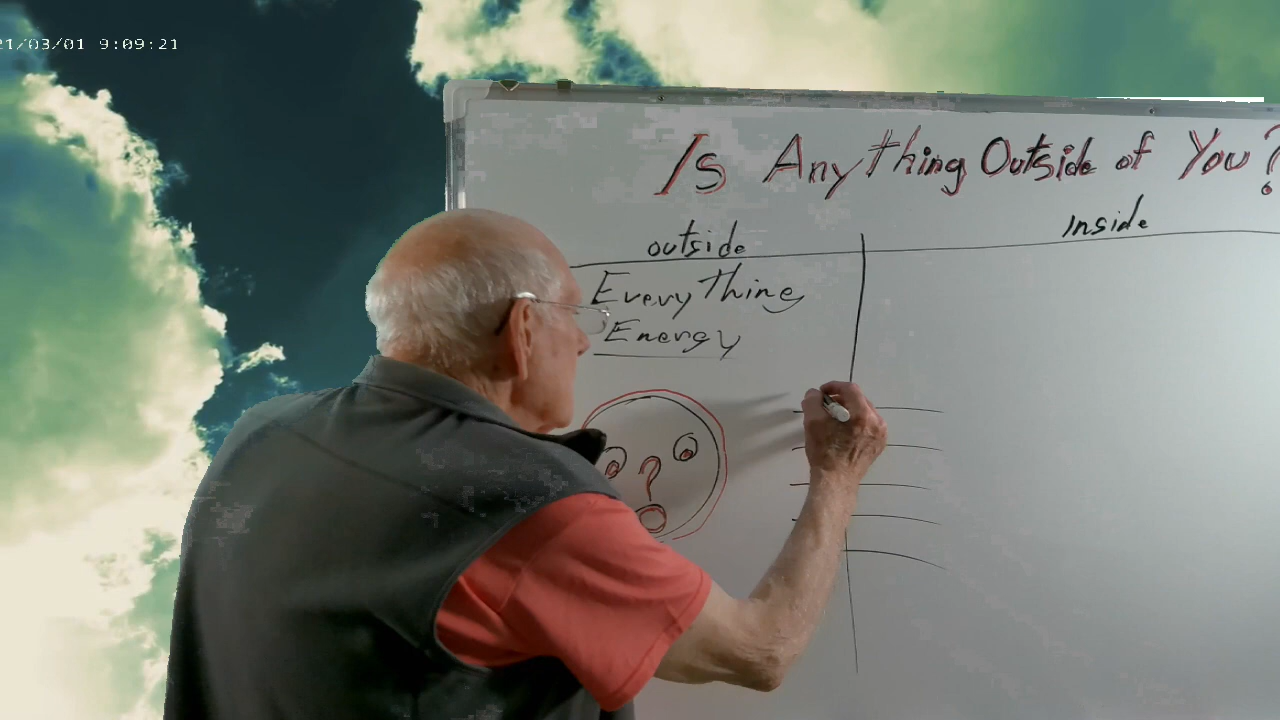 21/03/01 9:09:21
Is Anything Outside of You?
outside
Inside
Everything
Energy
?